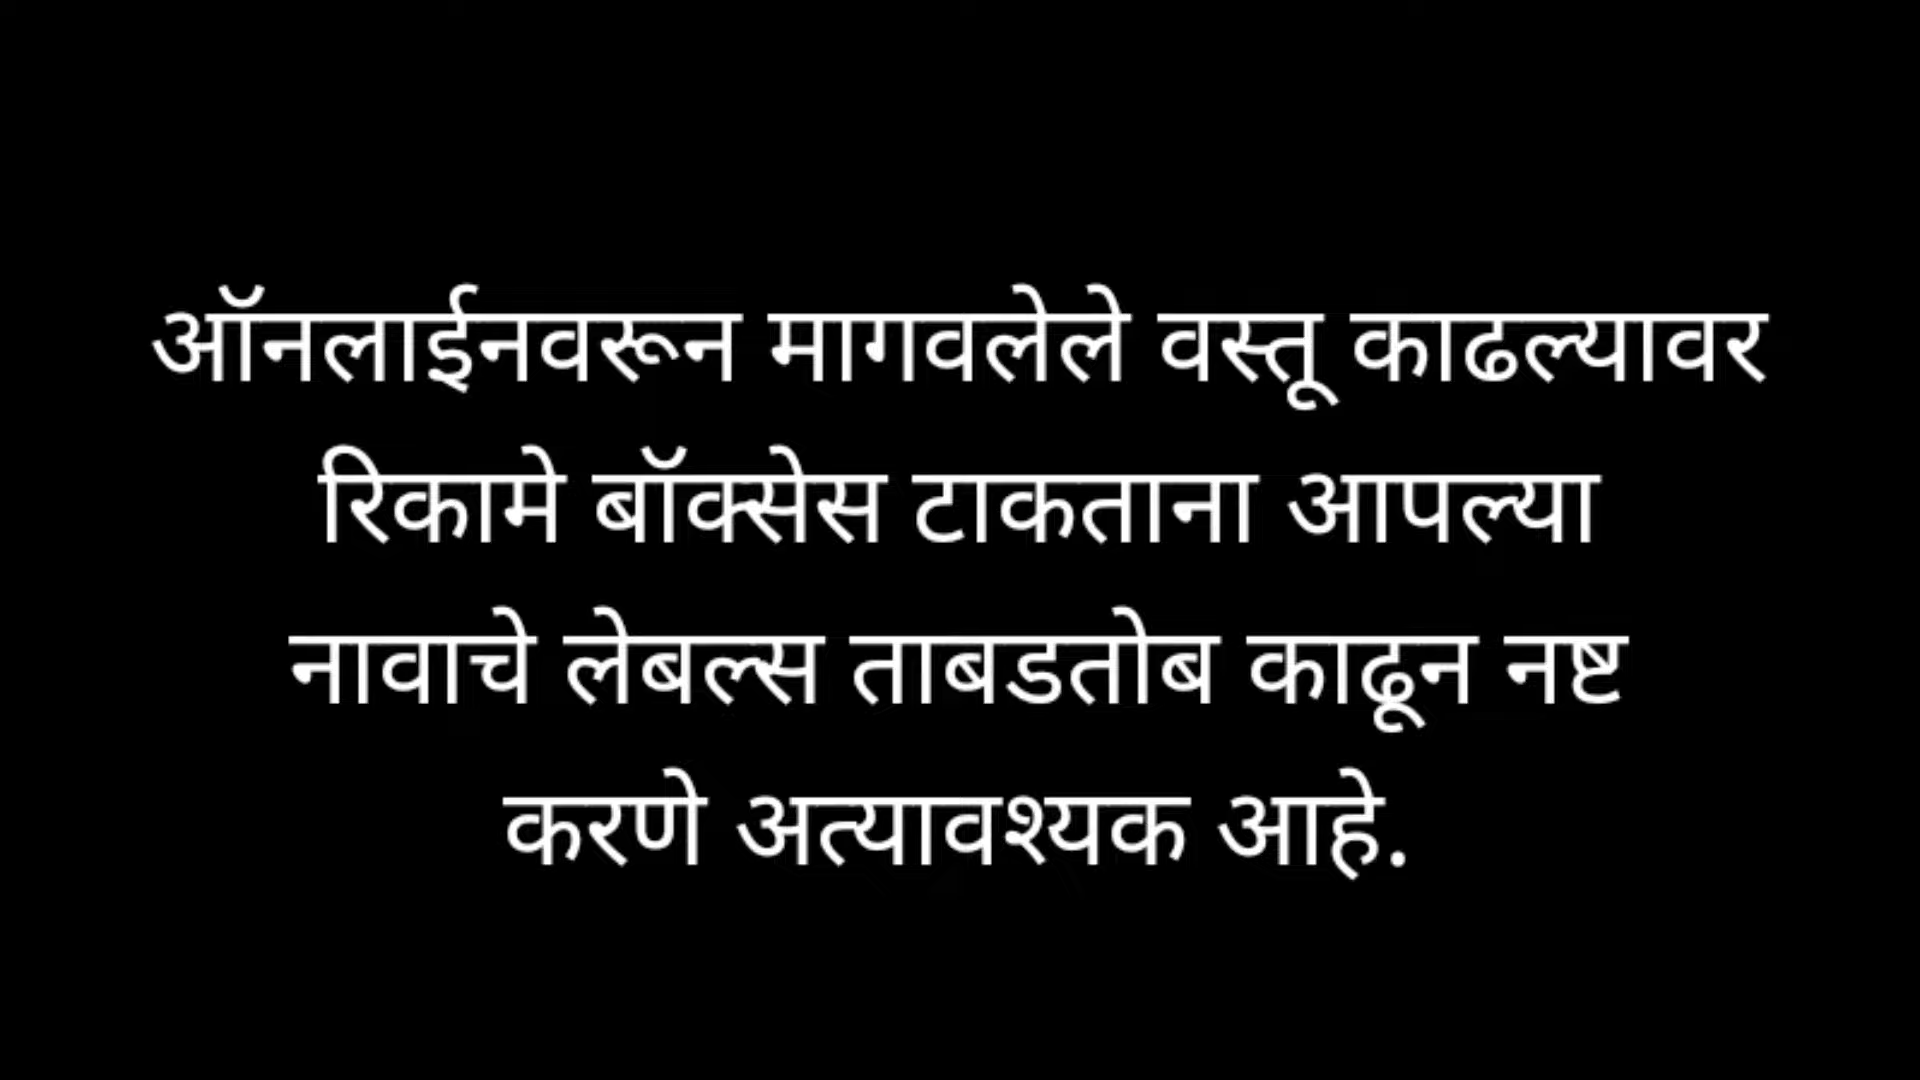 ऑनलाईनवरून मागवलेले वस्तू काढल्यावर
रिकामे बॉक्सेस टाकताना आपल्या
नावाचे लेबल्स ताबडतोब काढून नष्ट
करणे अत्यावश्यक आहे.